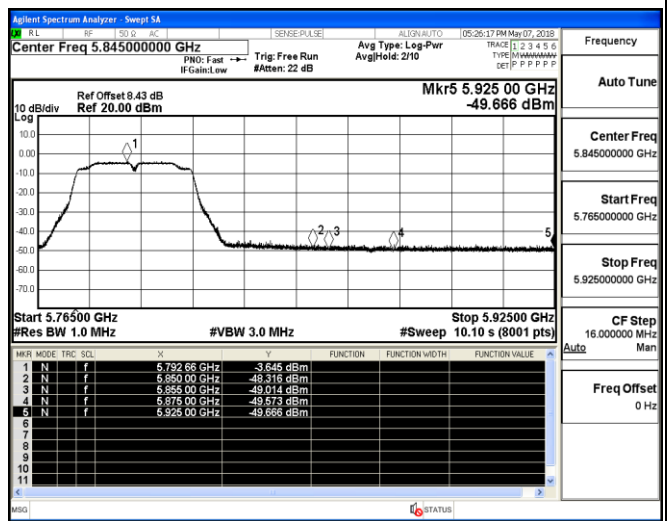 Agilent Spectrum Analyzer - Swept SA
RL RF 50 Ω AC SENSE:PULSE ALIGNAUTO 05:26:17 PM May 07, 2018
Center Freq 5.845000000 GHz
PNO: Fast
IFGain:Low
Trig: Free Run
#Atten: 22 dB
Avg Type: Log-Pwr
Avg|Hold: 2/10
TRACE 1 2 3 4 5 6
TYPE M
DET P P P P P P
Ref Offset 8.43 dB
Ref 20.00 dBm
10 dB/div
Log
Mkr5 5.925 00 GHz
-49.666 dBm
10.0
0.00
-10.0
-20.0
-30.0
-40.0
-50.0
-60.0
-70.0
1
2 3 4 5
Start 5.76500 GHz Stop 5.92500 GHz
#Res BW 1.0 MHz #VBW 3.0 MHz #Sweep 10.10 s (8001 pts)
MKR MODE TRC SCL X Y FUNCTION FUNCTION WIDTH FUNCTION VALUE
1 N f 5.792 66 GHz -3.645 dBm
2 N f 5.850 00 GHz -48.316 dBm
3 N f 5.855 00 GHz -49.014 dBm
4 N f 5.875 00 GHz -49.573 dBm
5 N f 5.925 00 GHz -49.666 dBm
6
7
8
9
10
11
MSG STATUS
Frequency
Auto Tune
Center Freq
5.845000000 GHz
Start Freq
5.765000000 GHz
Stop Freq
5.925000000 GHz
CF Step
16.000000 MHz
Auto Man
Freq Offset
0 Hz